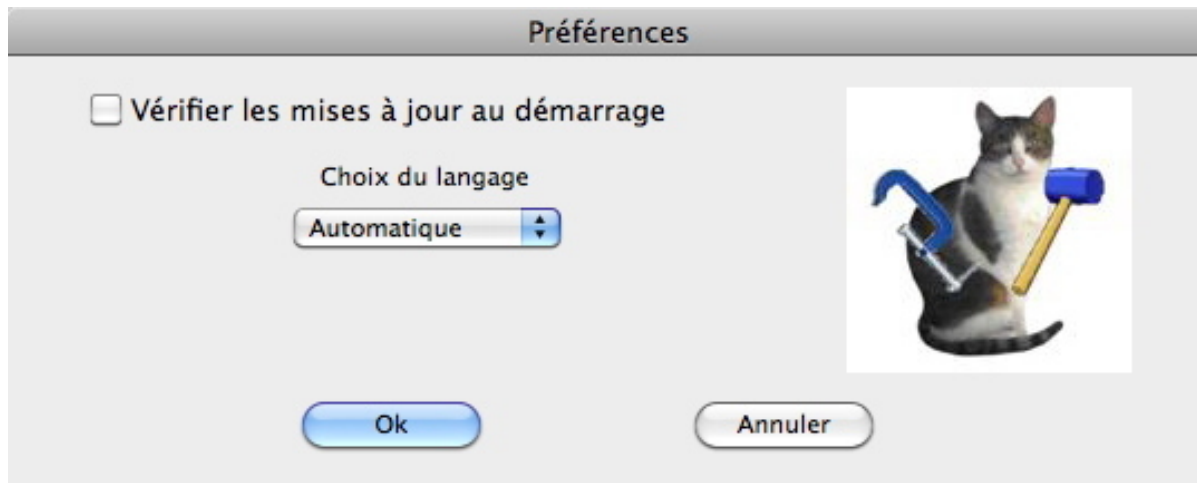 Préférences
Vérifier les mises à jour au démarrage
Choix du langage
Automatique
Ok
Annuler